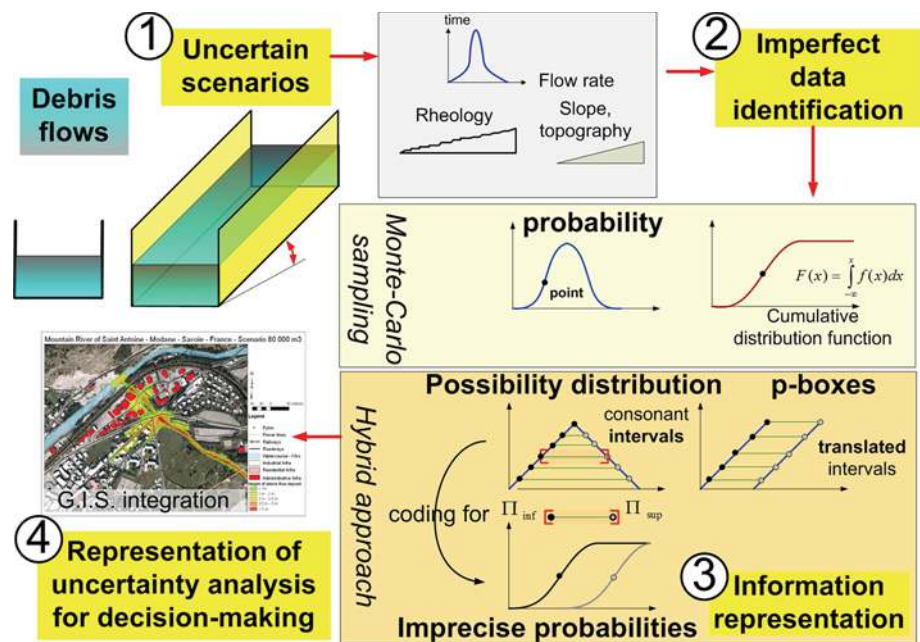 1
Uncertain
scenarios
Debris
flows
time
Flow rate
Rheology
Slope,
topography
2
Imperfect
data
identification
Monte-Carlo
sampling
probability
point
F(x) = ∫ f(x)dx
x
-∞
Cumulative
distribution function
Mountain River of Saint Antoine - Modane - Savoie - France - Scenario 80 000 m3
Legend
G.I.S. integration
4
Representation of
uncertainty analysis
for decision-making
Hybrid approach
Possibility distribution
consonant
intervals
p-boxes
translated
intervals
coding for
Π inf
Π sup
Imprecise probabilities
3
Information
representation